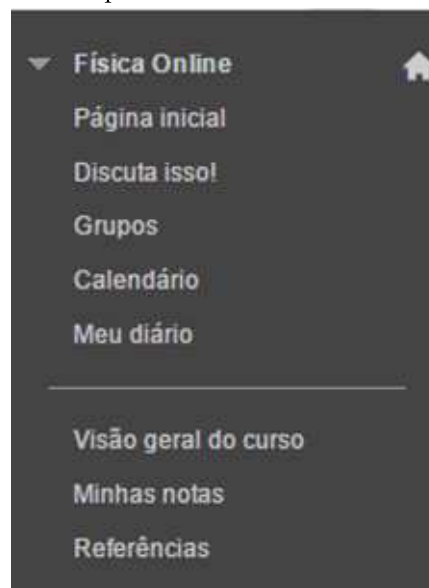 Física Online
Página inicial
Discuta isso!
Grupos
Calendário
Meu diário
Visão geral do curso
Minhas notas
Referências